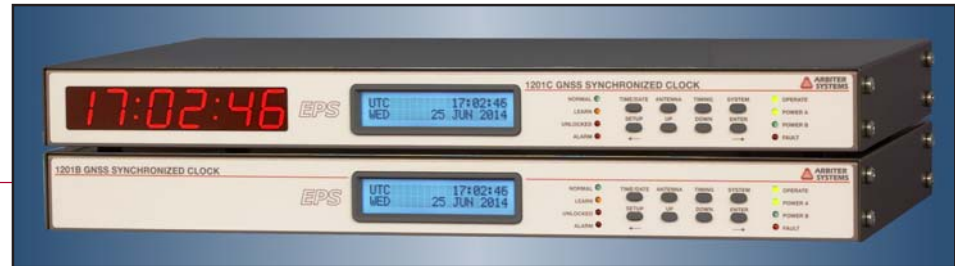 17:02:46
EPS
UTC 17:02:46
WED 25 JUN 2014
1201C GNSS SYNCHRONIZED CLOCK
ARBITER SYSTEMS
NORMAL
LEARN
UNLOCKED
ALARM
TIME/DATE ANTENNA TIMING SYSTEM
SETUP UP DOWN ENTER
OPERATE
POWER A
POWER B
FAULT
1201B GNSS SYNCHRONIZED CLOCK
EPS
UTC 17:02:46
WED 25 JUN 2014
ARBITER SYSTEMS
NORMAL
LEARN
UNLOCKED
ALARM
TIME/DATE ANTENNA TIMING SYSTEM
SETUP UP DOWN ENTER
OPERATE
POWER A
POWER B
FAULT